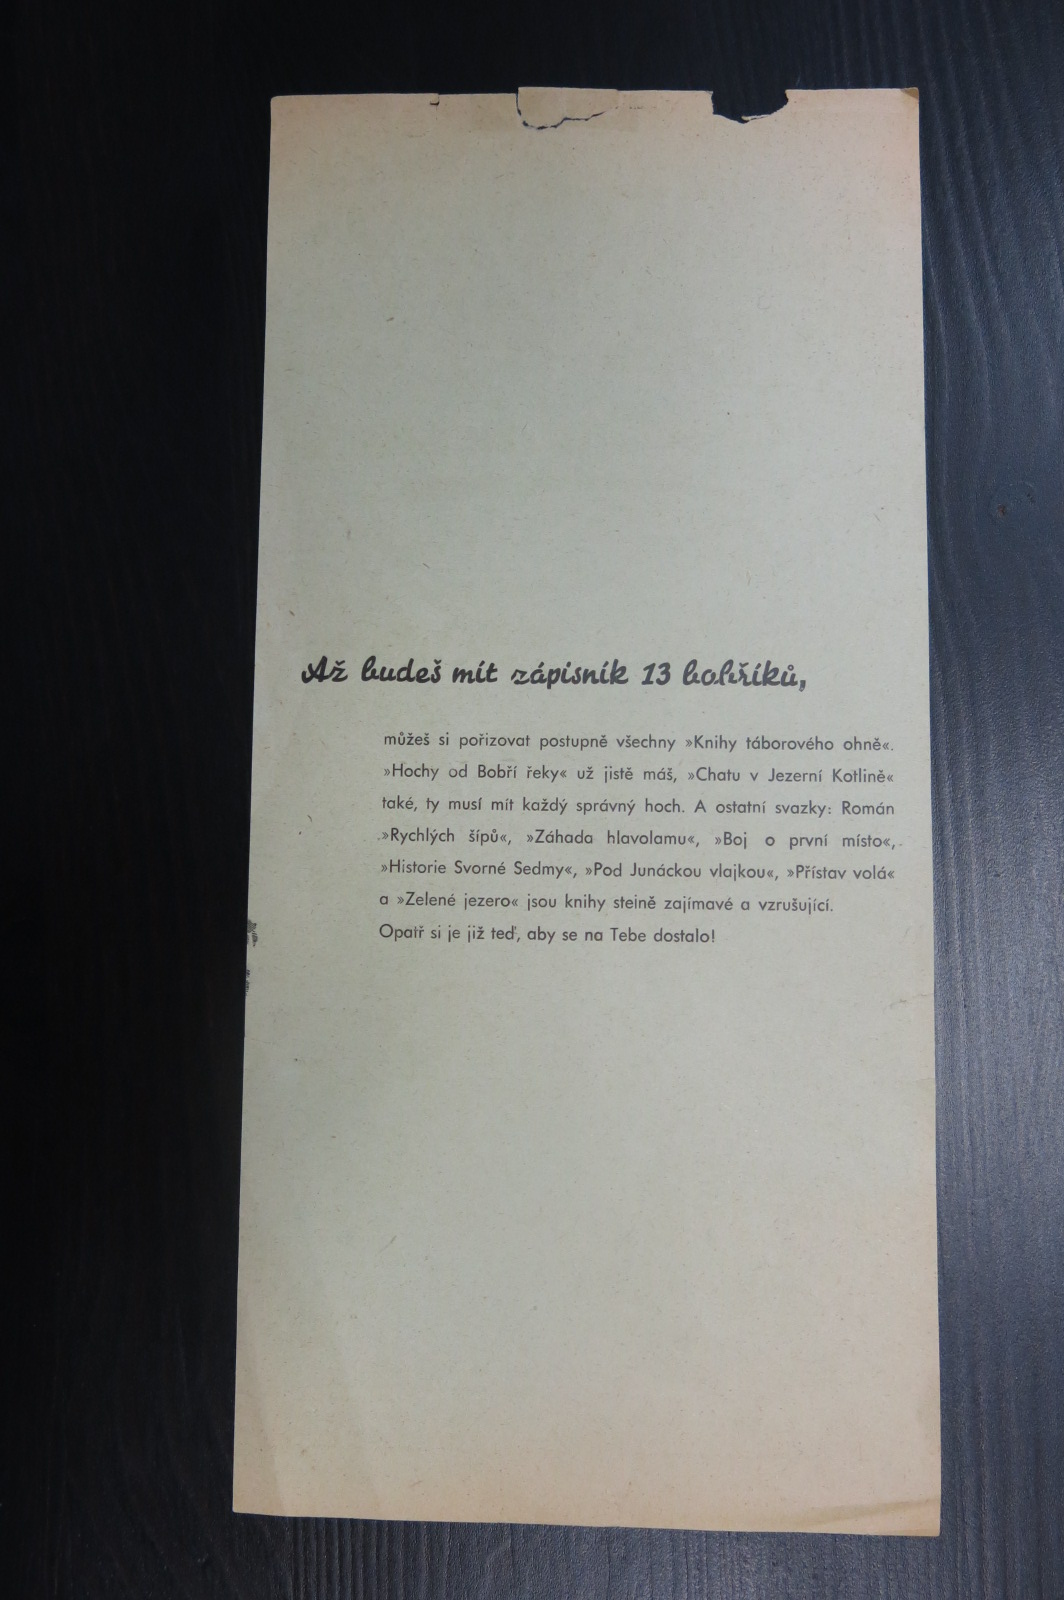 Až budeš mít zápisník 13 bobříků,
můžeš si pořizovat postupně všechny »Knihy táborového ohně«.
»Hochy od Bobří řeky« už jistě máš, »Chatu v Jezerní Kotlině«
také, ty musí mít každý správný hoch. A ostatní svazky: Román
»Rychlých šípů«, »Záhada hlavolamu«, »Boj o první místo«,
»Historie Svorné Sedmy«, »Pod Junáckou vlajkou«, »Přístav volá«
a »Zelené jezero« jsou knihy steině zajímavé a vzrušující.
Opatř si je již teď, aby se na Tebe dostalo!